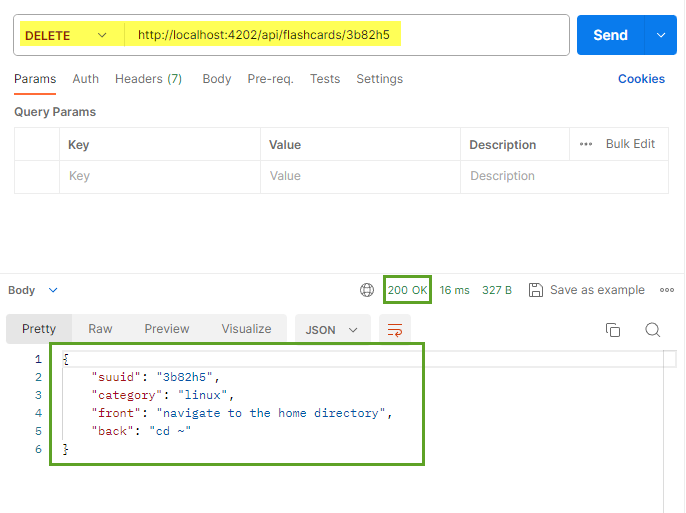 DELETE http://localhost:4202/api/flashcards/3b82h5 Send
Params Auth Headers (7) Body Pre-req. Tests Settings Cookies
Query Params
Key Value Description ••• Bulk Edit
Key Value Description
Body 200 OK 16 ms 327 B Save as example •••
Pretty Raw Preview Visualize JSON
1 {
2 "suuid": "3b82h5",
3 "category": "linux",
4 "front": "navigate to the home directory",
5 "back": "cd ~"
6 }